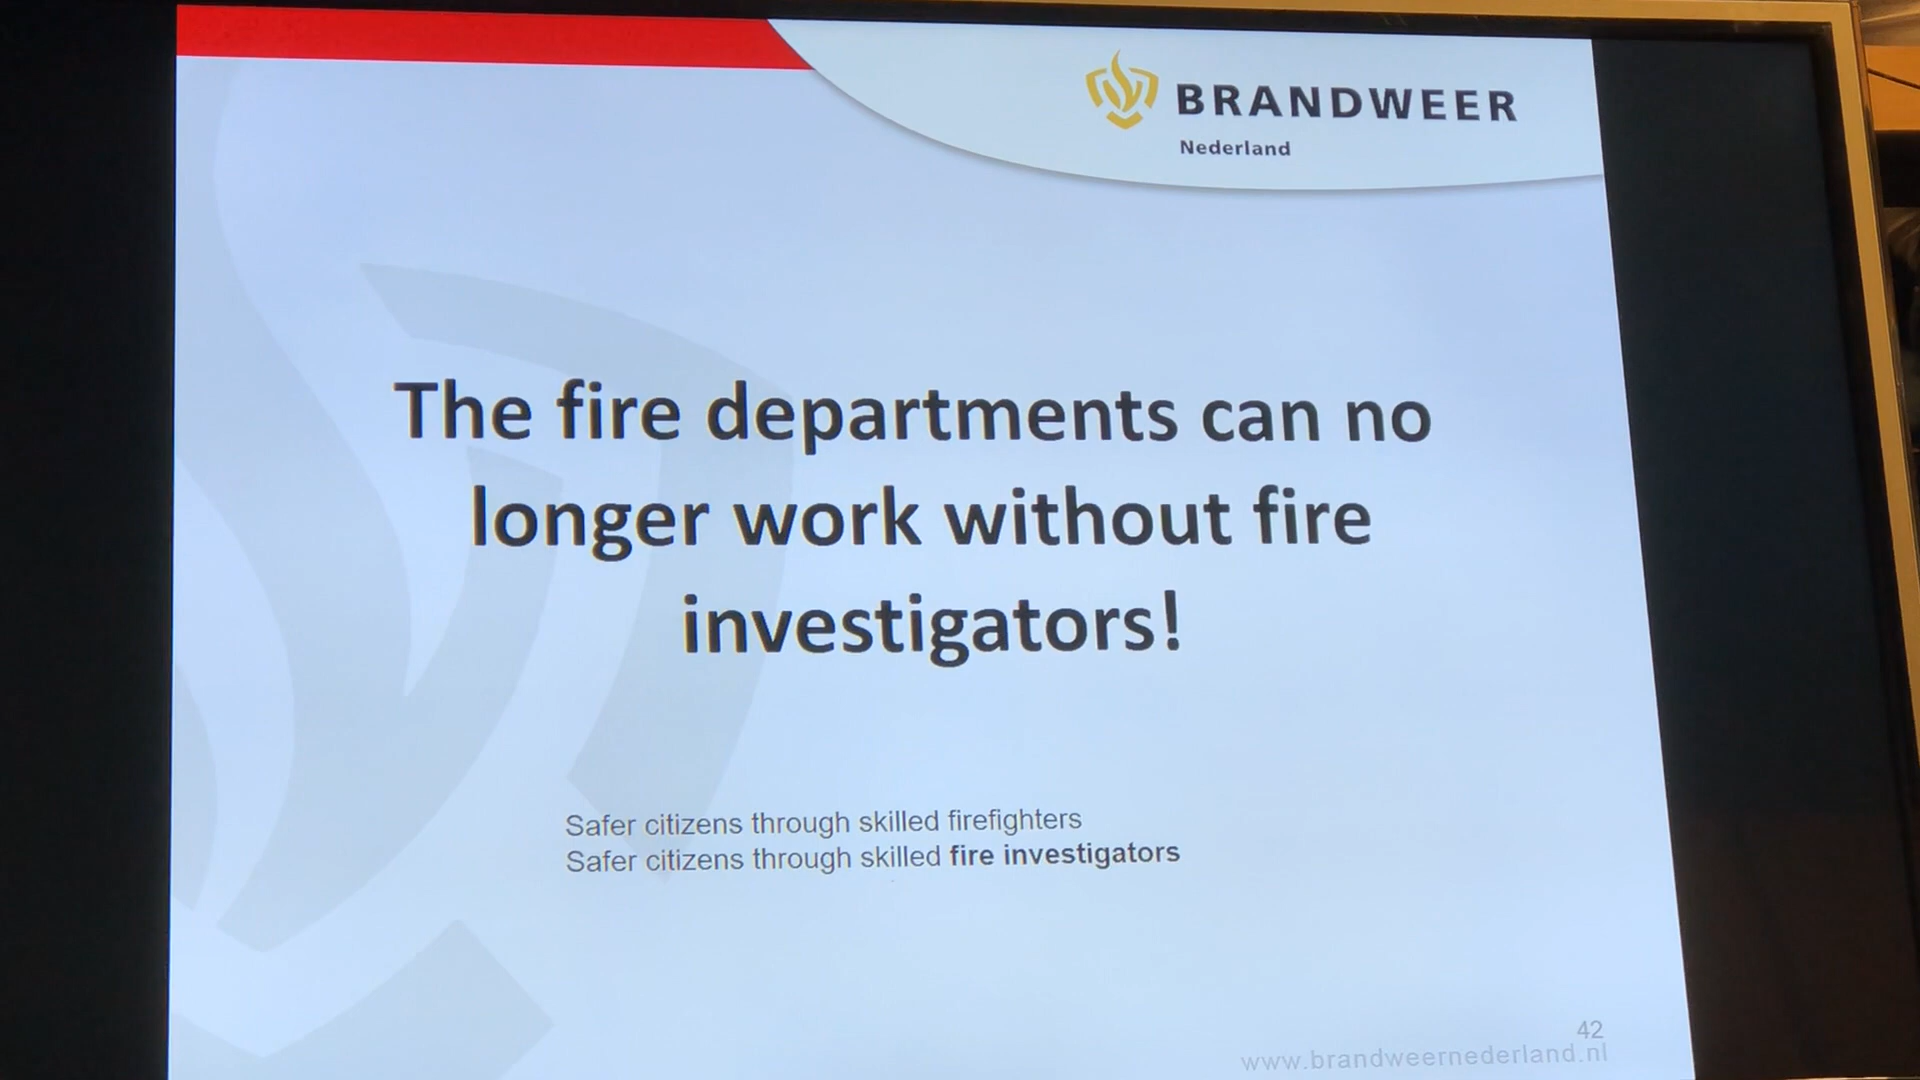 BRANDWEER
Nederland
The fire departments can no
longer work without fire
investigators!
Safer citizens through skilled firefighters
Safer citizens through skilled fire investigators
42
www.brandweernederland.nl